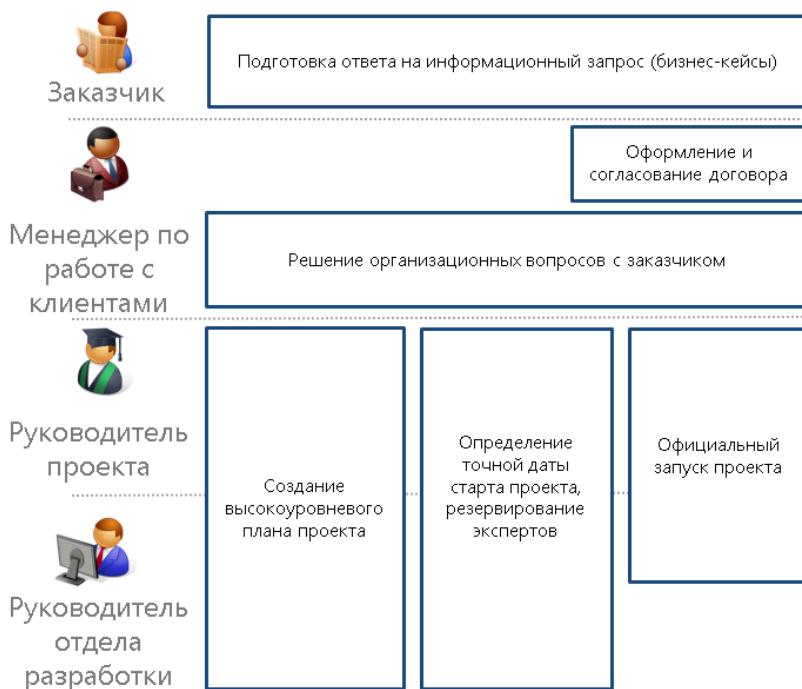 Заказчик
Подготовка ответа на информационный запрос (бизнес-кейсы)
Менеджер по
работе с
клиентами
Оформление и
согласование договора
Решение организационных вопросов с заказчиком
Руководитель
проекта
Руководитель
отдела
разработки
Создание
высокоуровневого
плана проекта
Определение
точной даты
старта проекта,
резервирование
экспертов
Официальный
запуск проекта